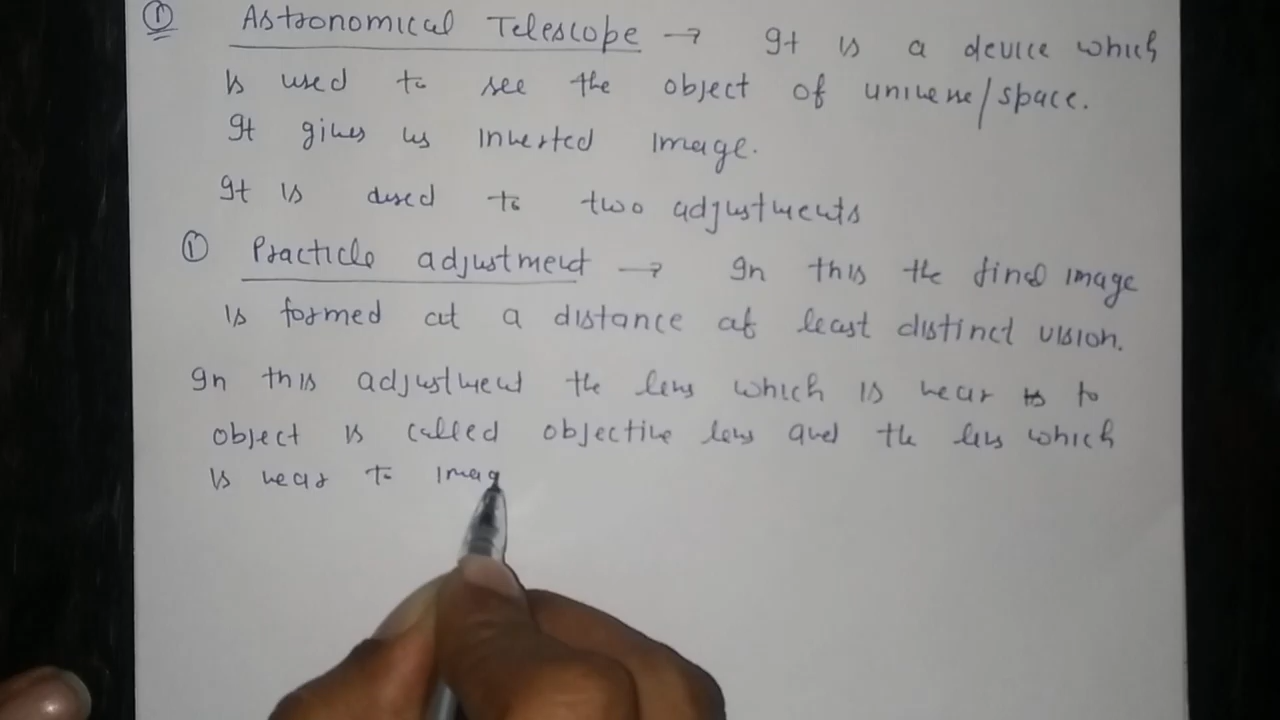 ① Astronomical Telescope → It is a device which
is used to see the object of universe/space.
It gives us inverted image.
It is dused to two adjustments
① Practicle adjustment → In this the final image
is formed at a distance of least distinct vision.
In this adjustment the lens which is near to
object is called objective lens and the lens which
is near to imag